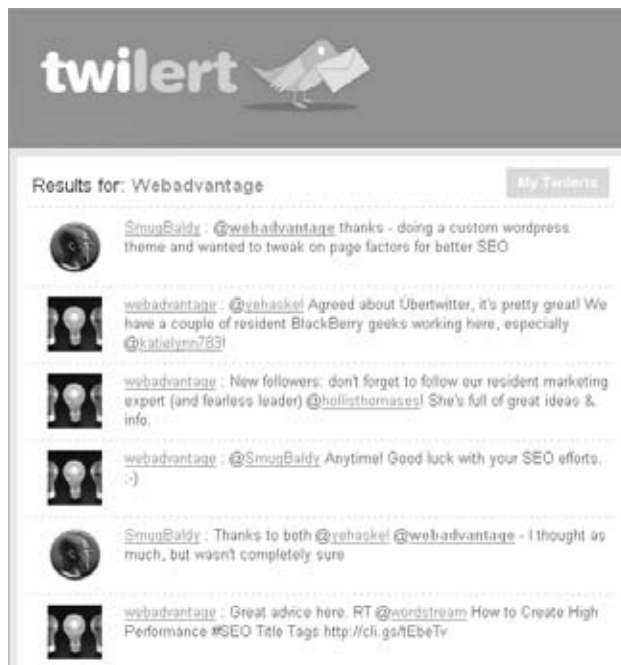 twilert
Results for: Webadvantage
My Twilerts
SmugBaldy : @webadvantage thanks - doing a custom wordpress
theme and wanted to tweak on page factors for better SEO
webadvantage : @yehaskel Agreed about Übertwitter, it's pretty great! We
have a couple of resident BlackBerry geeks working here, especially
@katielynn783!
webadvantage : New followers: don't forget to follow our resident marketing
expert (and fearless leader) @hollisthomases! She's full of great ideas &
info.
webadvantage : @SmugBaldy Anytime! Good luck with your SEO efforts.
:-)
SmugBaldy : Thanks to both @yehaskel @webadvantage - I thought as
much, but wasn't completely sure
webadvantage : Great advice here. RT @wordstream How to Create High
Performance #SEO Title Tags http://cli.gs/tEbeTv